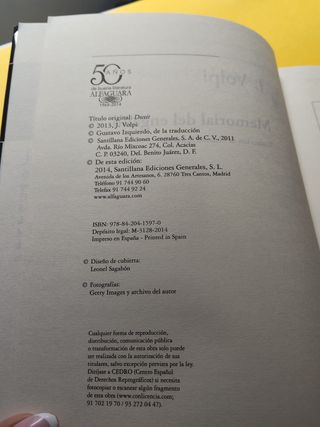 50 AÑOS
de buena literatura
ALFAGUARA
1964-2014
Título original: Deceit
© 2013, J. Volpi
© Gustavo Izquierdo, de la traducción
© Santillana Ediciones Generales, S. A. de C. V., 2011
Avda. Río Mixcoac 274, Col. Acacias
C. P. 03240, Del. Benito Juárez, D. F.
© De esta edición:
2014, Santillana Ediciones Generales, S. L.
Avenida de los Artesanos, 6. 28760 Tres Cantos, Madrid
Teléfono 91 744 90 60
Telefax 91 744 92 24
www.alfaguara.com
ISBN: 978-84-204-1597-0
Depósito legal: M-3128-2014
Impreso en España - Printed in Spain
© Diseño de cubierta:
Leonel Sagahón
© Fotografías:
Getty Images y archivo del autor
Cualquier forma de reproducción,
distribución, comunicación pública
o transformación de esta obra solo puede
ser realizada con la autorización de sus
titulares, salvo excepción prevista por la ley.
Diríjase a CEDRO (Centro Español
de Derechos Reprográficos) si necesita
fotocopiar o escanear algún fragmento
de esta obra (www.conlicencia.com;
91 702 19 70 / 93 272 04 47).
J. Volpi
Memorial del